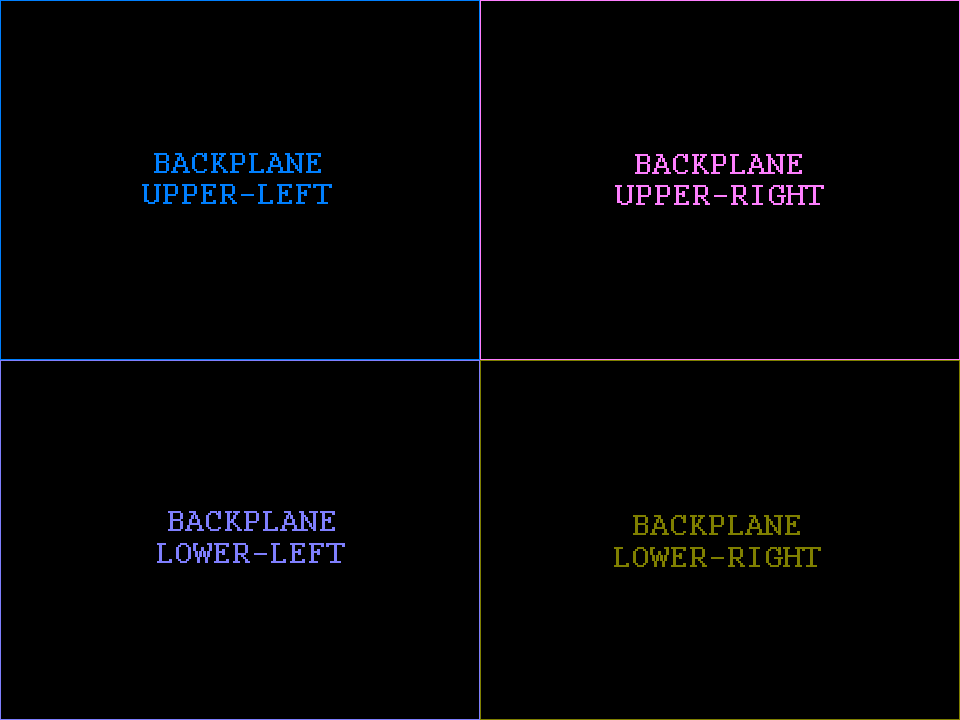 BACKPLANE
UPPER-LEFT
BACKPLANE
UPPER-RIGHT
BACKPLANE
LOWER-LEFT
BACKPLANE
LOWER-RIGHT